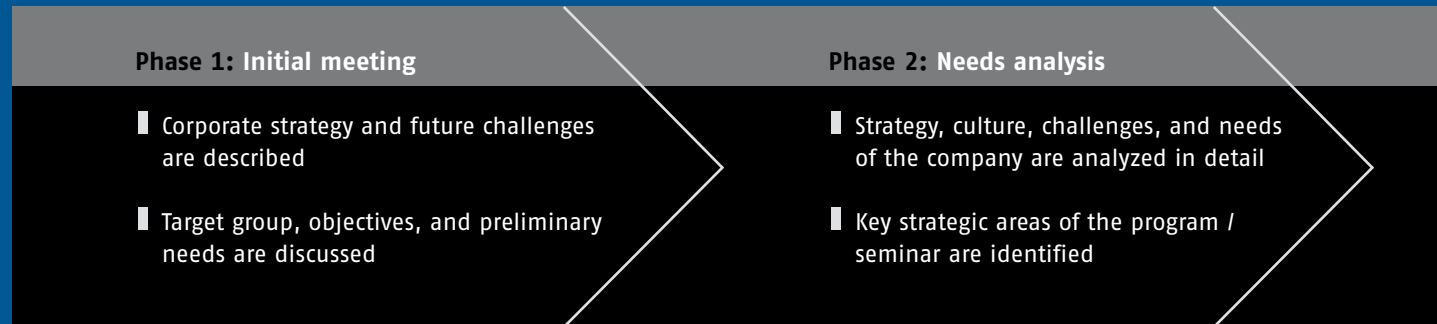 Phase 1: Initial meeting
Corporate strategy and future challenges
are described
Target group, objectives, and preliminary
needs are discussed
Phase 2: Needs analysis
Strategy, culture, challenges, and needs
of the company are analyzed in detail
Key strategic areas of the program /
seminar are identified